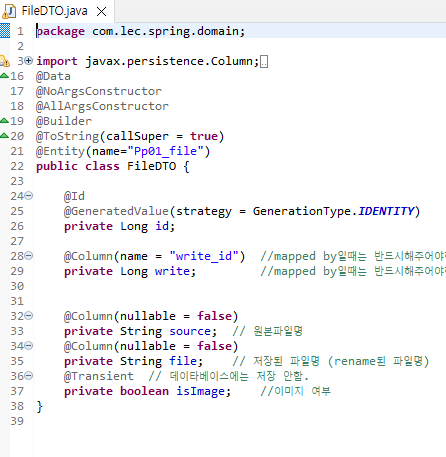 FileDTO.java
1 package com.lec.spring.domain;
2
3 import javax.persistence.Column;
16 @Data
17 @NoArgsConstructor
18 @AllArgsConstructor
19 @Builder
20 @ToString(callSuper = true)
21 @Entity(name="Pp01_file")
22 public class FileDTO {
23
24 @Id
25 @GeneratedValue(strategy = GenerationType.IDENTITY)
26 private Long id;
27
28 @Column(name = "write_id") //mapped by일때는 반드시해주어야
29 private Long write; //mapped by일때는 반드시해주어야
30
31
32 @Column(nullable = false)
33 private String source; // 원본파일명
34 @Column(nullable = false)
35 private String file; // 저장된 파일명 (rename된 파일명)
36 @Transient // 데이타베이스에는 저장 안함.
37 private boolean isImage; //이미지 여부
38 }
39